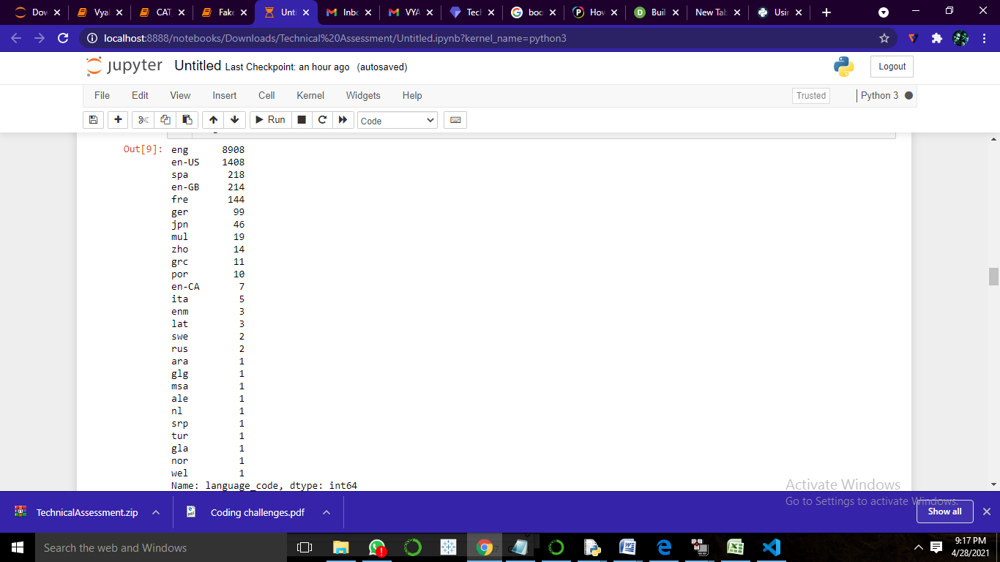 Dow
Vyal
CAT
Fake
Unti
Inbo
VYA
Tech
boo
How
Buil
New Tab
Usin
localhost:8888/notebooks/Downloads/Technical%20Assessment/Untitled.ipynb?kernel_name=python3
jupyter Untitled Last Checkpoint: an hour ago (autosaved)
Logout
File Edit View Insert Cell Kernel Widgets Help
Trusted
Python 3
Run
Code
Out[9]: eng 8908
en-US 1408
spa 218
en-GB 214
fre 144
ger 99
jpn 46
mul 19
zho 14
grc 11
por 10
en-CA 7
ita 5
enm 3
lat 3
swe 2
rus 2
ara 1
glg 1
msa 1
ale 1
nl 1
srp 1
tur 1
gla 1
nor 1
wel 1
Name: language_code, dtype: int64
Activate Windows
Go to Settings to activate Windows.
TechnicalAssessment.zip
Coding challenges.pdf
Show all
Search the web and Windows
9:17 PM
4/28/2021